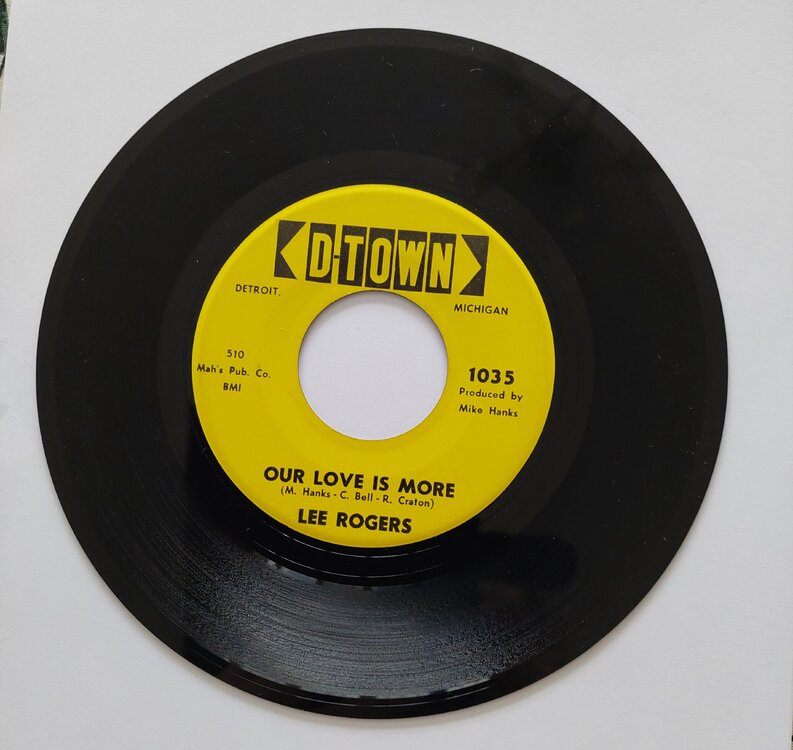 D-TOWN
DETROIT,
MICHIGAN
510
Mah's Pub. Co.
BMI
1035
Produced by
Mike Hanks
OUR LOVE IS MORE
(M. Hanks - C. Bell - R. Craton)
LEE ROGERS